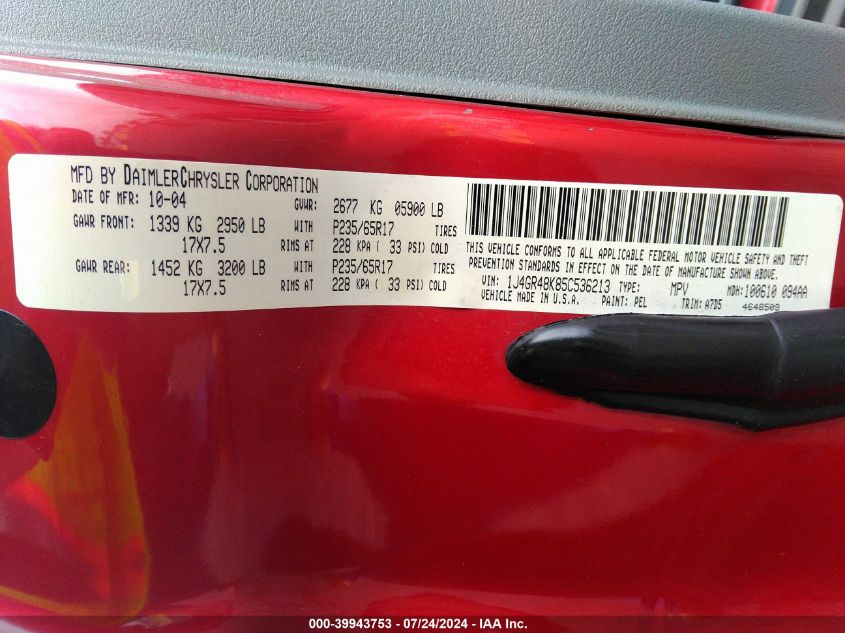 MFD BY DAIMLERCHRYSLER CORPORATION
DATE OF MFR: 10-04 GVWR: 2677 KG 05900 LB
GAWR FRONT: 1339 KG 2950 LB WITH P235/65R17 TIRES
17X7.5 RIMS AT 228 KPA ( 33 PSI) COLD
GAWR REAR: 1452 KG 3200 LB WITH P235/65R17 TIRES
17X7.5 RIMS AT 228 KPA ( 33 PSI) COLD
THIS VEHICLE CONFORMS TO ALL APPLICABLE FEDERAL MOTOR VEHICLE SAFETY AND THEFT
PREVENTION STANDARDS IN EFFECT ON THE DATE OF MANUFACTURE SHOWN ABOVE.
VIN: 1J4GR48K85C536213 TYPE: MPV MDH: 100610 094AA
VEHICLE MADE IN U.S.A. PAINT: PEL TRIM: A7D5 4648509
000-39943753 - 07/24/2024 - IAA Inc.